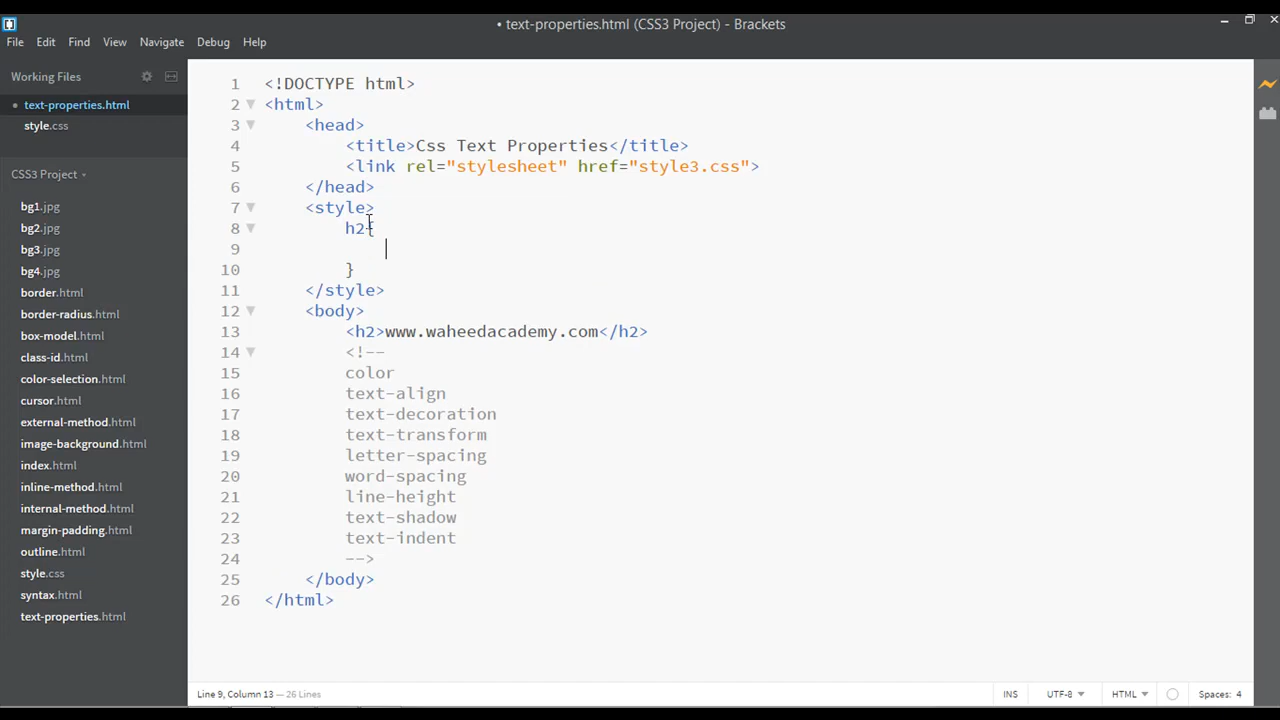 • text-properties.html (CSS3 Project) - Brackets
File Edit Find View Navigate Debug Help
Working Files
• text-properties.html
style.css
CSS3 Project
bg1.jpg
bg2.jpg
bg3.jpg
bg4.jpg
border.html
border-radius.html
box-model.html
class-id.html
color-selection.html
cursor.html
external-method.html
image-background.html
index.html
inline-method.html
internal-method.html
margin-padding.html
outline.html
style.css
syntax.html
text-properties.html
1 <!DOCTYPE html>
2 <html>
3 <head>
4 <title>Css Text Properties</title>
5 <link rel="stylesheet" href="style3.css">
6 </head>
7 <style>
8 h2{
9
10 }
11 </style>
12 <body>
13 <h2>www.waheedacademy.com</h2>
14 <!--
15 color
16 text-align
17 text-decoration
18 text-transform
19 letter-spacing
20 word-spacing
21 line-height
22 text-shadow
23 text-indent
24 -->
25 </body>
26 </html>
Line 9, Column 13 — 26 Lines
INS UTF-8 HTML Spaces: 4